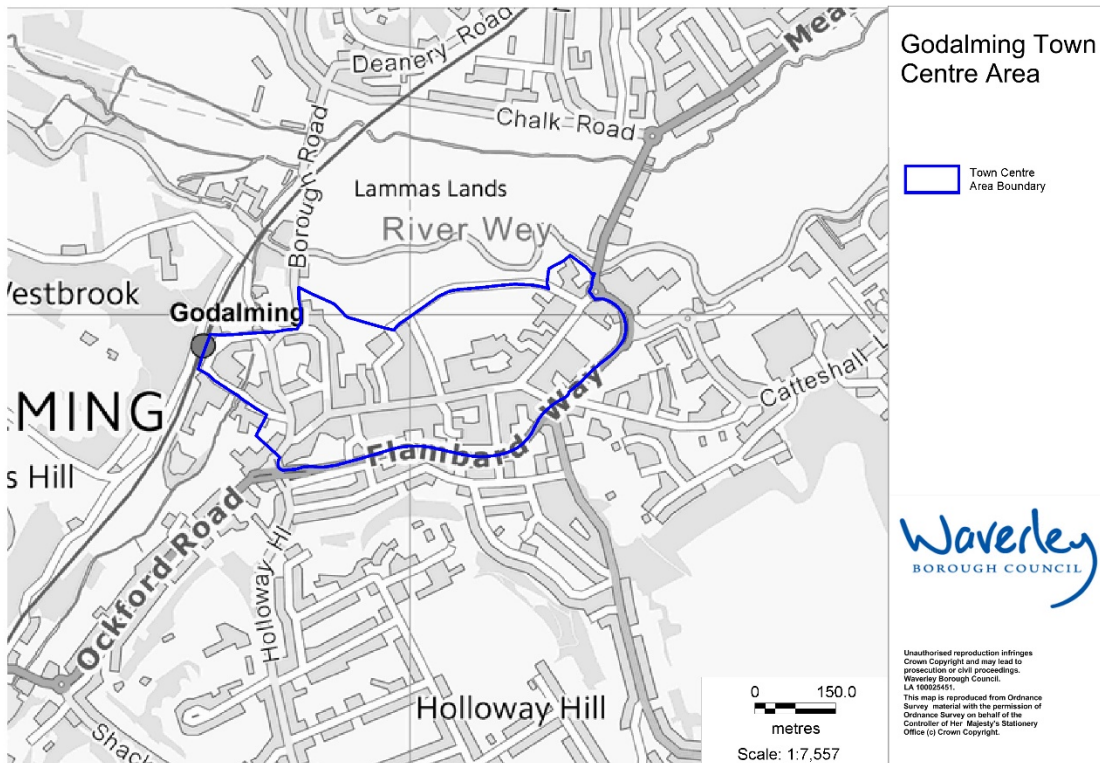 Godalming Town
Centre Area
Town Centre
Area Boundary
Deanery Road
Mea
Chalk Road
Borough Road
Lammas Lands
River Wey
Westbrook
Godalming
MING
Catteshall L
Flambard Way
s Hill
Ockford Road
Holloway Hl
Holloway Hill
Shack
0 150.0
metres
Scale: 1:7,557
Waverley
BOROUGH COUNCIL
Unauthorised reproduction infringes
Crown Copyright and may lead to
prosecution or civil proceedings.
Waverley Borough Council.
LA 100025451.
This map is reproduced from Ordnance
Survey material with the permission of
Ordnance Survey on behalf of the
Controller of Her Majesty's Stationery
Office (c) Crown Copyright.